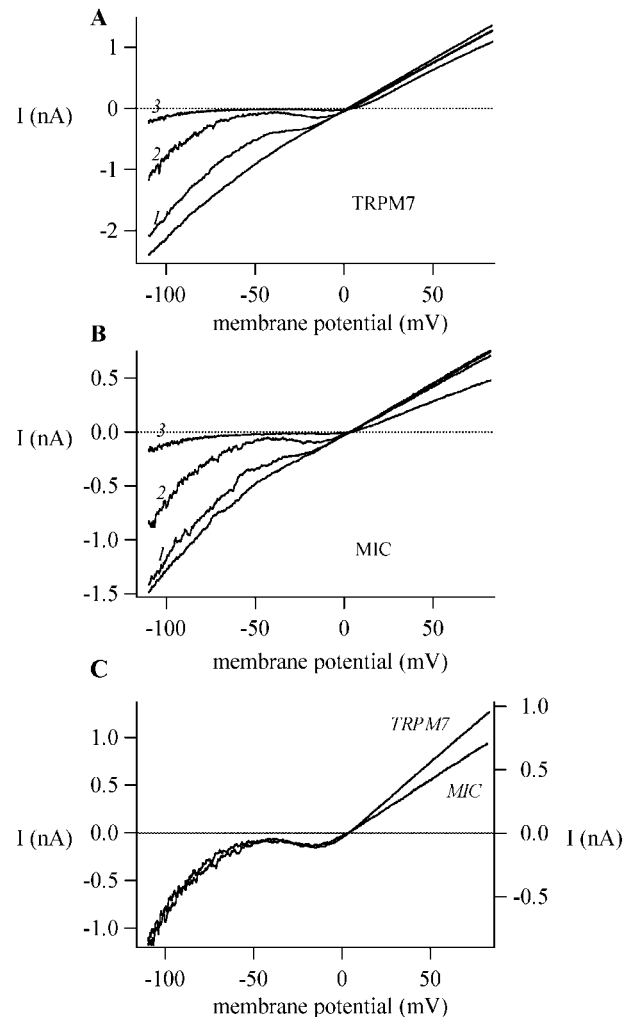 A
1
0
-1
-2
I (nA)
3
2
1
TRPM7
-100 -50 0 50
membrane potential (mV)
B
0.5
0.0
-0.5
-1.0
-1.5
I (nA)
3
2
1
MIC
-100 -50 0 50
membrane potential (mV)
C
1.0
0.5
0.0
-0.5
-1.0
I (nA)
TRPM7
MIC
1.0
0.5
0.0
-0.5
I (nA)
-100 -50 0 50
membrane potential (mV)